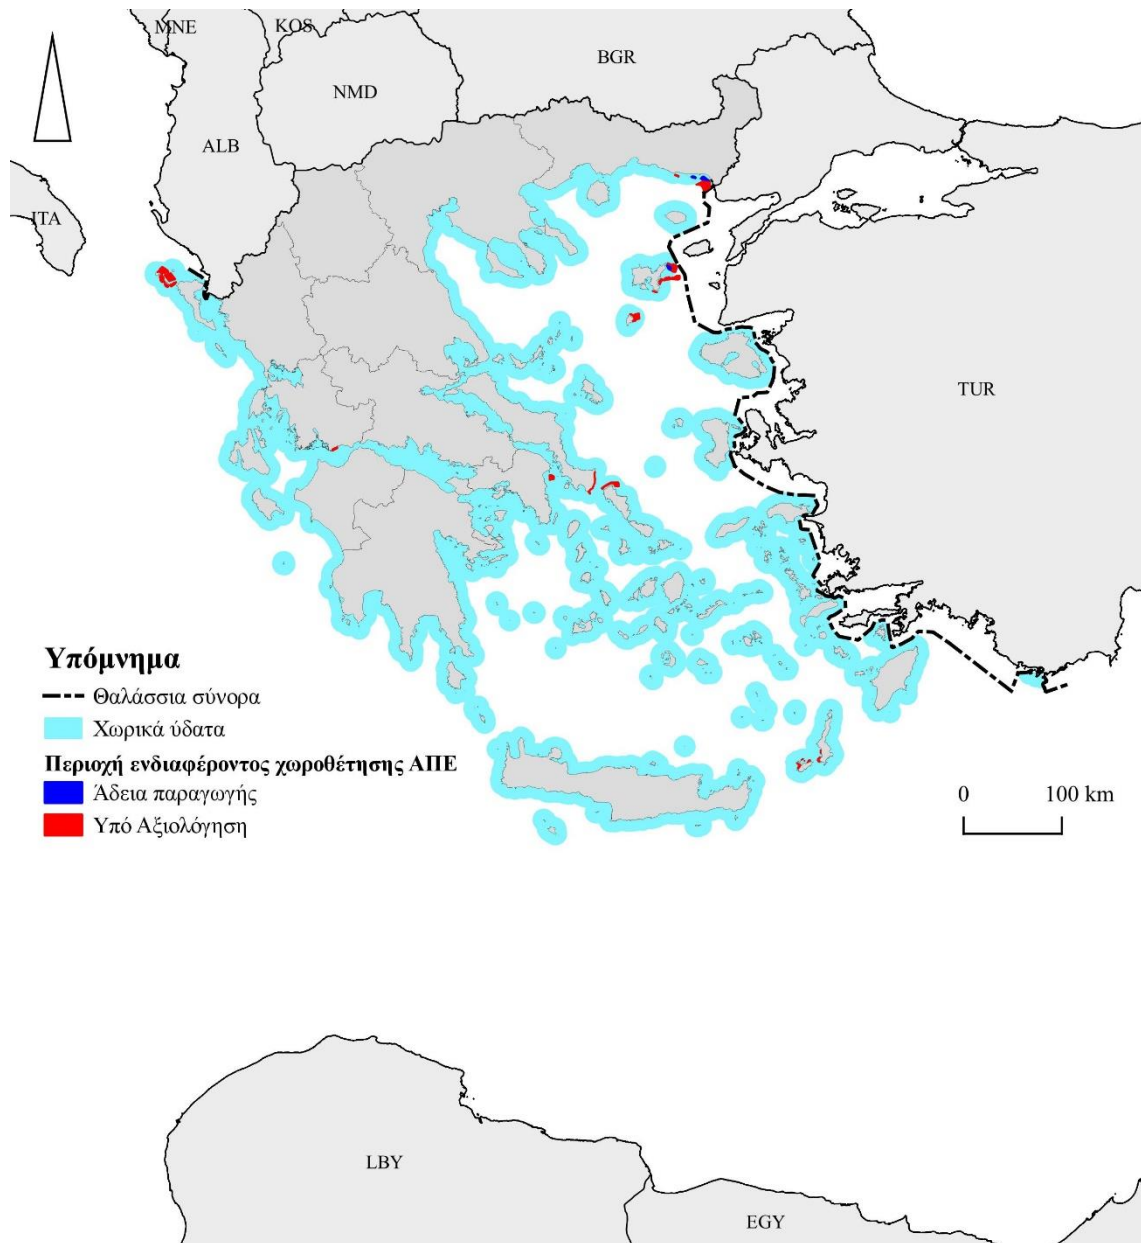 MNE
KOS
BGR
NMD
ALB
ITA
TUR
Υπόμνημα
Θαλάσσια σύνορα
Χωρικά ύδατα
Περιοχή ενδιαφέροντος χωροθέτησης ΑΠΕ
Άδεια παραγωγής
Υπό Αξιολόγηση
0 100 km
LBY
EGY